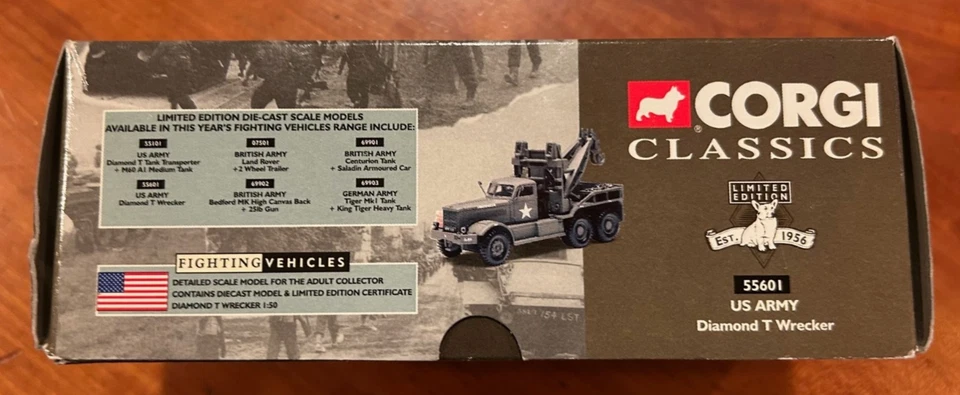 LIMITED EDITION DIE-CAST SCALE MODELS
AVAILABLE IN THIS YEAR'S FIGHTING VEHICLES RANGE INCLUDE:
55101
US ARMY
Diamond T Tank Transporter
+ M60 A1 Medium Tank
07501
BRITISH ARMY
Land Rover
+ 2 Wheel Trailer
69901
BRITISH ARMY
Centurion Tank
+ Saladin Armoured Car
55601
US ARMY
Diamond T Wrecker
69902
BRITISH ARMY
Bedford MK High Canvas Back
+ 25lb Gun
69903
GERMAN ARMY
Tiger Mk1 Tank
+ King Tiger Heavy Tank
FIGHTING VEHICLES
DETAILED SCALE MODEL FOR THE ADULT COLLECTOR
CONTAINS DIECAST MODEL & LIMITED EDITION CERTIFICATE
DIAMOND T WRECKER 1:50
154 LST
®
CORGI
CLASSICS
LIMITED
EDITION
EST. 1956
55601
US ARMY
Diamond T Wrecker